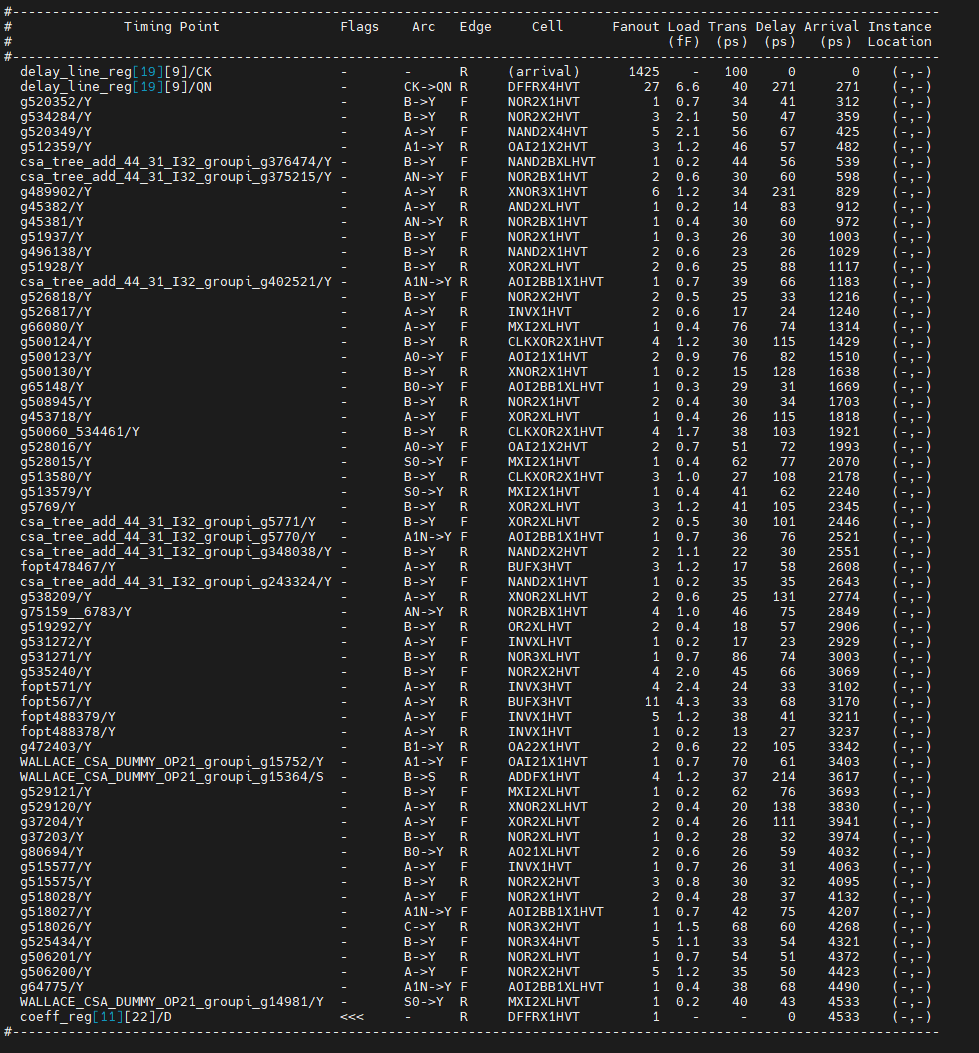 #--------------------------------------------------------------------------------------------------------------------
#              Timing Point               Flags    Arc   Edge     Cell      Fanout Load Trans Delay Arrival Instance
#                                                                                  (fF)  (ps)  (ps)   (ps)  Location
#--------------------------------------------------------------------------------------------------------------------
delay_line_reg[19][9]/CK - - R (arrival) 1425 - 100 0 0 (-,-)
delay_line_reg[19][9]/QN - CK->QN R DFFRX4HVT 27 6.6 40 271 271 (-,-)
g520352/Y - B->Y F NOR2X1HVT 1 0.7 34 41 312 (-,-)
g534284/Y - B->Y R NOR2X2HVT 3 2.1 50 47 359 (-,-)
g520349/Y - A->Y F NAND2X4HVT 5 2.1 56 67 425 (-,-)
g512359/Y - A1->Y R OAI21X2HVT 3 1.2 46 57 482 (-,-)
csa_tree_add_44_31_I32_groupi_g376474/Y - B->Y F NAND2BXLHVT 1 0.2 44 56 539 (-,-)
csa_tree_add_44_31_I32_groupi_g375215/Y - AN->Y F NOR2BX1HVT 2 0.6 30 60 598 (-,-)
g489902/Y - A->Y R XNOR3X1HVT 6 1.2 34 231 829 (-,-)
g45382/Y - A->Y R AND2XLHVT 1 0.2 14 83 912 (-,-)
g45381/Y - AN->Y R NOR2BX1HVT 1 0.4 30 60 972 (-,-)
g51937/Y - B->Y F NOR2X1HVT 1 0.3 26 30 1003 (-,-)
g496138/Y - B->Y R NAND2X1HVT 2 0.6 23 26 1029 (-,-)
g51928/Y - B->Y R XOR2XLHVT 2 0.6 25 88 1117 (-,-)
csa_tree_add_44_31_I32_groupi_g402521/Y - A1N->Y R AOI2BB1X1HVT 1 0.7 39 66 1183 (-,-)
g526818/Y - B->Y F NOR2X2HVT 2 0.5 25 33 1216 (-,-)
g526817/Y - A->Y R INVX1HVT 2 0.6 17 24 1240 (-,-)
g66080/Y - A->Y F MXI2XLHVT 1 0.4 76 74 1314 (-,-)
g500124/Y - B->Y R CLKXOR2X1HVT 4 1.2 30 115 1429 (-,-)
g500123/Y - A0->Y F AOI21X1HVT 2 0.9 76 82 1510 (-,-)
g500130/Y - B->Y R XNOR2X1HVT 1 0.2 15 128 1638 (-,-)
g65148/Y - B0->Y F AOI2BB1XLHVT 1 0.3 29 31 1669 (-,-)
g508945/Y - B->Y R NOR2X1HVT 2 0.4 30 34 1703 (-,-)
g453718/Y - A->Y F XOR2XLHVT 1 0.4 26 115 1818 (-,-)
g50060_534461/Y - B->Y R CLKXOR2X1HVT 4 1.7 38 103 1921 (-,-)
g528016/Y - A0->Y F OAI21X2HVT 2 0.7 51 72 1993 (-,-)
g528015/Y - S0->Y F MXI2X1HVT 1 0.4 62 77 2070 (-,-)
g513580/Y - B->Y R CLKXOR2X1HVT 3 1.0 27 108 2178 (-,-)
g513579/Y - S0->Y R MXI2X1HVT 1 0.4 41 62 2240 (-,-)
g5769/Y - B->Y R XOR2XLHVT 3 1.2 41 105 2345 (-,-)
csa_tree_add_44_31_I32_groupi_g5771/Y - B->Y F XOR2XLHVT 2 0.5 30 101 2446 (-,-)
csa_tree_add_44_31_I32_groupi_g5770/Y - A1N->Y F AOI2BB1X1HVT 1 0.7 36 76 2521 (-,-)
csa_tree_add_44_31_I32_groupi_g348038/Y - B->Y R NAND2X2HVT 2 1.1 22 30 2551 (-,-)
fopt478467/Y - A->Y R BUFX3HVT 3 1.2 17 58 2608 (-,-)
csa_tree_add_44_31_I32_groupi_g243324/Y - B->Y F NAND2X1HVT 1 0.2 35 35 2643 (-,-)
g538209/Y - A->Y R XNOR2XLHVT 2 0.6 25 131 2774 (-,-)
g75159__6783/Y - AN->Y R NOR2BX1HVT 4 1.0 46 75 2849 (-,-)
g519292/Y - B->Y R OR2XLHVT 2 0.4 18 57 2906 (-,-)
g531272/Y - A->Y F INVXLHVT 1 0.2 17 23 2929 (-,-)
g531271/Y - B->Y R NOR3XLHVT 1 0.7 86 74 3003 (-,-)
g535240/Y - B->Y F NOR2X2HVT 4 2.0 45 66 3069 (-,-)
fopt571/Y - A->Y R INVX3HVT 4 2.4 24 33 3102 (-,-)
fopt567/Y - A->Y R BUFX3HVT 11 4.3 33 68 3170 (-,-)
fopt488379/Y - A->Y F INVX1HVT 5 1.2 38 41 3211 (-,-)
fopt488378/Y - A->Y R INVX1HVT 1 0.2 13 27 3237 (-,-)
g472403/Y - B1->Y R OA22X1HVT 2 0.6 22 105 3342 (-,-)
WALLACE_CSA_DUMMY_OP21_groupi_g15752/Y - A1->Y F OAI21X1HVT 1 0.7 70 61 3403 (-,-)
WALLACE_CSA_DUMMY_OP21_groupi_g15364/S - B->S R ADDFX1HVT 4 1.2 37 214 3617 (-,-)
g529121/Y - B->Y F MXI2XLHVT 1 0.2 62 76 3693 (-,-)
g529120/Y - A->Y R XNOR2XLHVT 2 0.4 20 138 3830 (-,-)
g37204/Y - A->Y F XOR2XLHVT 2 0.4 26 111 3941 (-,-)
g37203/Y - B->Y R NOR2XLHVT 1 0.2 28 32 3974 (-,-)
g80694/Y - B0->Y R AO21XLHVT 2 0.6 26 59 4032 (-,-)
g515577/Y - A->Y F INVX1HVT 1 0.7 26 31 4063 (-,-)
g515575/Y - B->Y R NOR2X2HVT 3 0.8 30 32 4095 (-,-)
g518028/Y - A->Y F NOR2X1HVT 2 0.4 28 37 4132 (-,-)
g518027/Y - A1N->Y F AOI2BB1X1HVT 1 0.7 42 75 4207 (-,-)
g518026/Y - C->Y R NOR3X2HVT 1 1.5 68 60 4268 (-,-)
g525434/Y - B->Y F NOR3X4HVT 5 1.1 33 54 4321 (-,-)
g506201/Y - B->Y R NOR2X1HVT 1 0.7 54 51 4372 (-,-)
g506200/Y - A->Y F NOR2X2HVT 5 1.2 35 50 4423 (-,-)
g64775/Y - A1N->Y F AOI2BB1XLHVT 1 0.4 38 68 4490 (-,-)
WALLACE_CSA_DUMMY_OP21_groupi_g14981/Y - S0->Y R MXI2XLHVT 1 0.2 40 43 4533 (-,-)
coeff_reg[11][22]/D <<< - R DFFRX1HVT 1 - - 0 4533 (-,-)
#--------------------------------------------------------------------------------------------------------------------